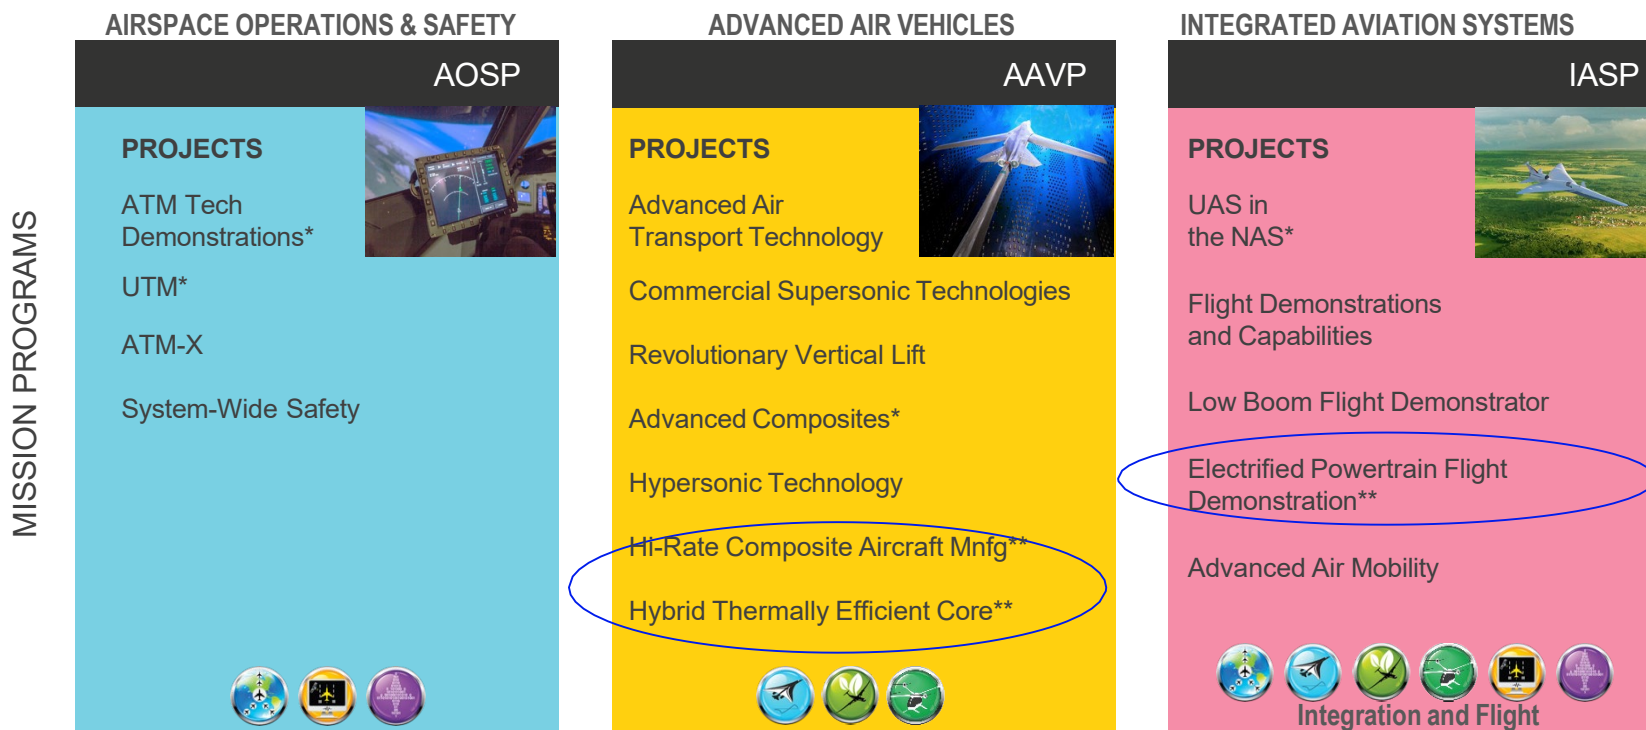 AIRSPACE OPERATIONS & SAFETY
AOSP
PROJECTS
ATM Tech
Demonstrations*
UTM*
ATM-X
System-Wide Safety
ADVANCED AIR VEHICLES
AAVP
PROJECTS
Advanced Air
Transport Technology
Commercial Supersonic Technologies
Revolutionary Vertical Lift
Advanced Composites*
Hypersonic Technology
Hi-Rate Composite Aircraft Mnfg**
Hybrid Thermally Efficient Core**
INTEGRATED AVIATION SYSTEMS
IASP
PROJECTS
UAS in
the NAS*
Flight Demonstrations
and Capabilities
Low Boom Flight Demonstrator
Electrified Powertrain Flight
Demonstration**
Advanced Air Mobility
Integration and Flight
MISSION PROGRAMS